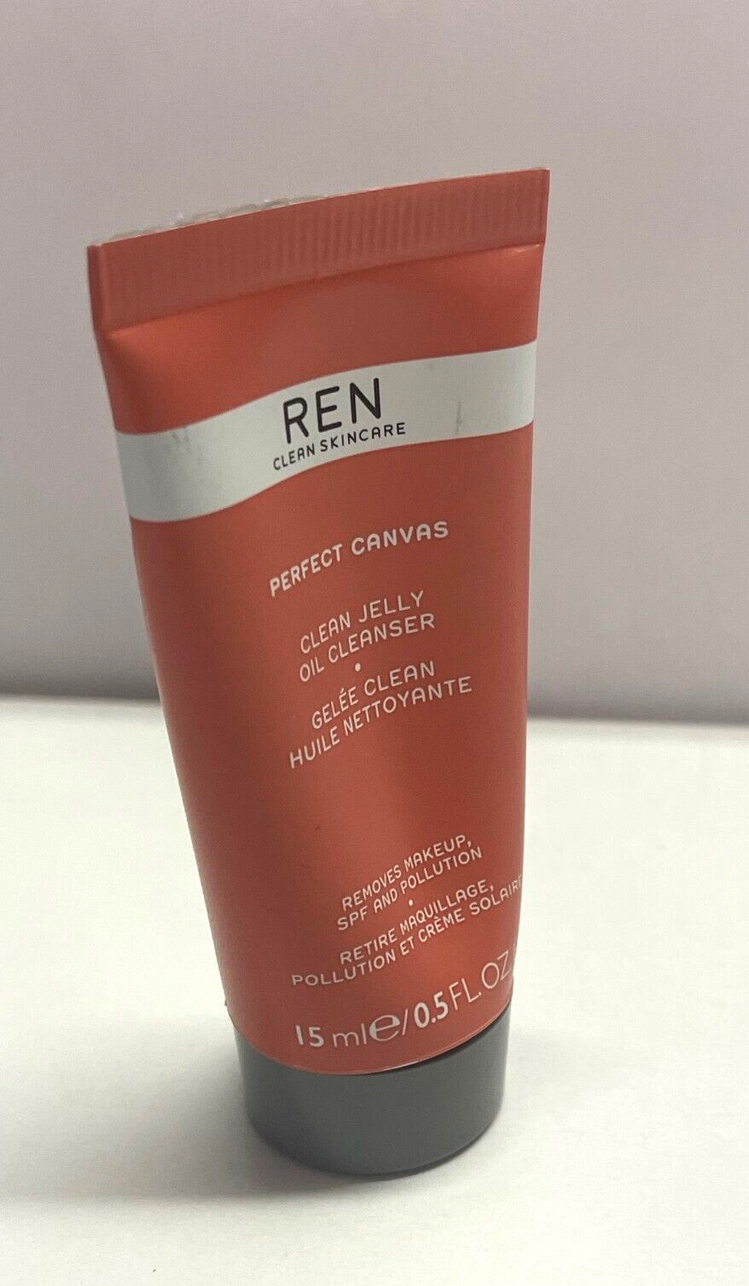 REN
CLEAN SKINCARE
PERFECT CANVAS
CLEAN JELLY
OIL CLEANSER
•
GELÉE CLEAN
HUILE NETTOYANTE
REMOVES MAKEUP,
SPF AND POLLUTION
•
RETIRE MAQUILLAGE,
POLLUTION ET CRÈME SOLAIRE
15 ml℮/0.5 FL.OZ